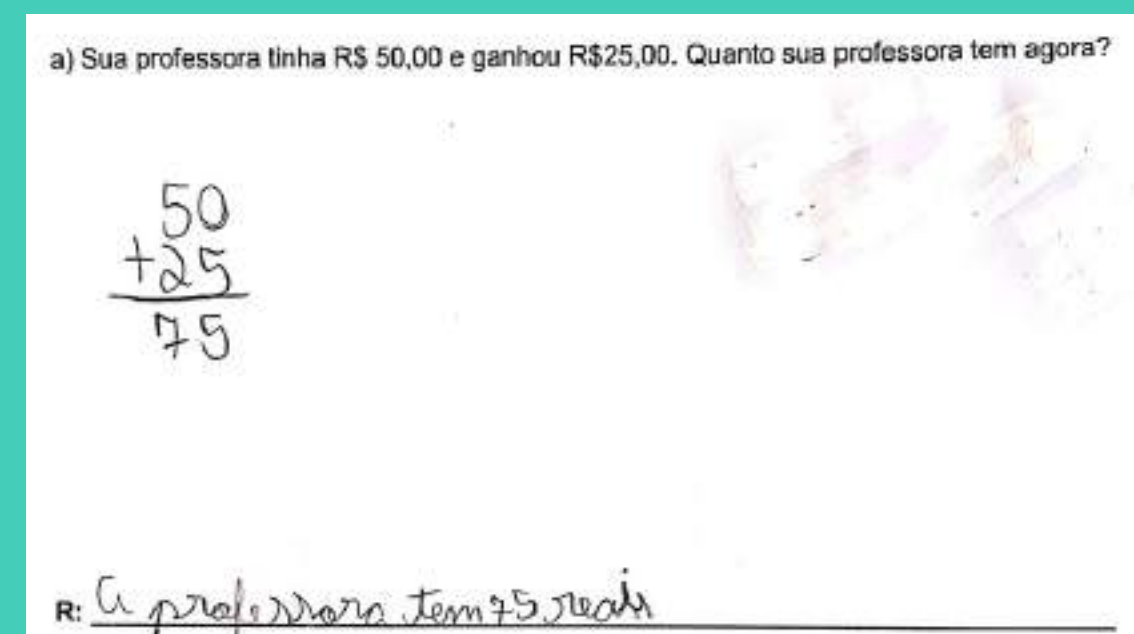 a) Sua professora tinha R$ 50,00 e ganhou R$25,00. Quanto sua professora tem agora?
50
+25
75
R: A professora tem 75 reais